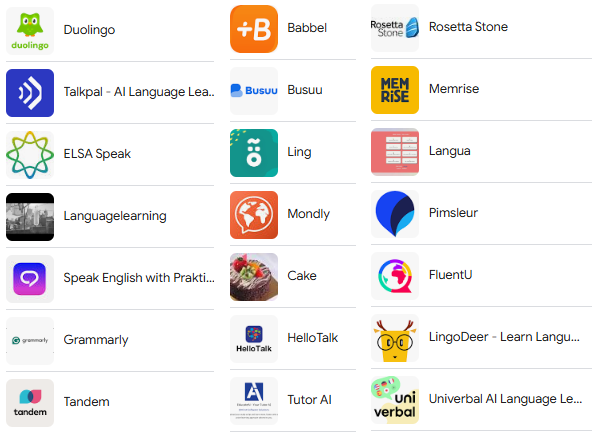 duolingo
Duolingo
+B
Babbel
Rosetta
Stone
Rosetta Stone
Talkpal - AI Language Lea...
Busuu
Busuu
MEM
RiSE
Memrise
ELSA Speak
Ling
Langua
Languagelearning
Mondly
Pimsleur
Speak English with Prakti...
Cake
FluentU
grammarly
Grammarly
HelloTalk
HelloTalk
LingoDeer - Learn Langu...
tandem
Tandem
Tutor AI
uni
verbal
Univerbal AI Language Le...